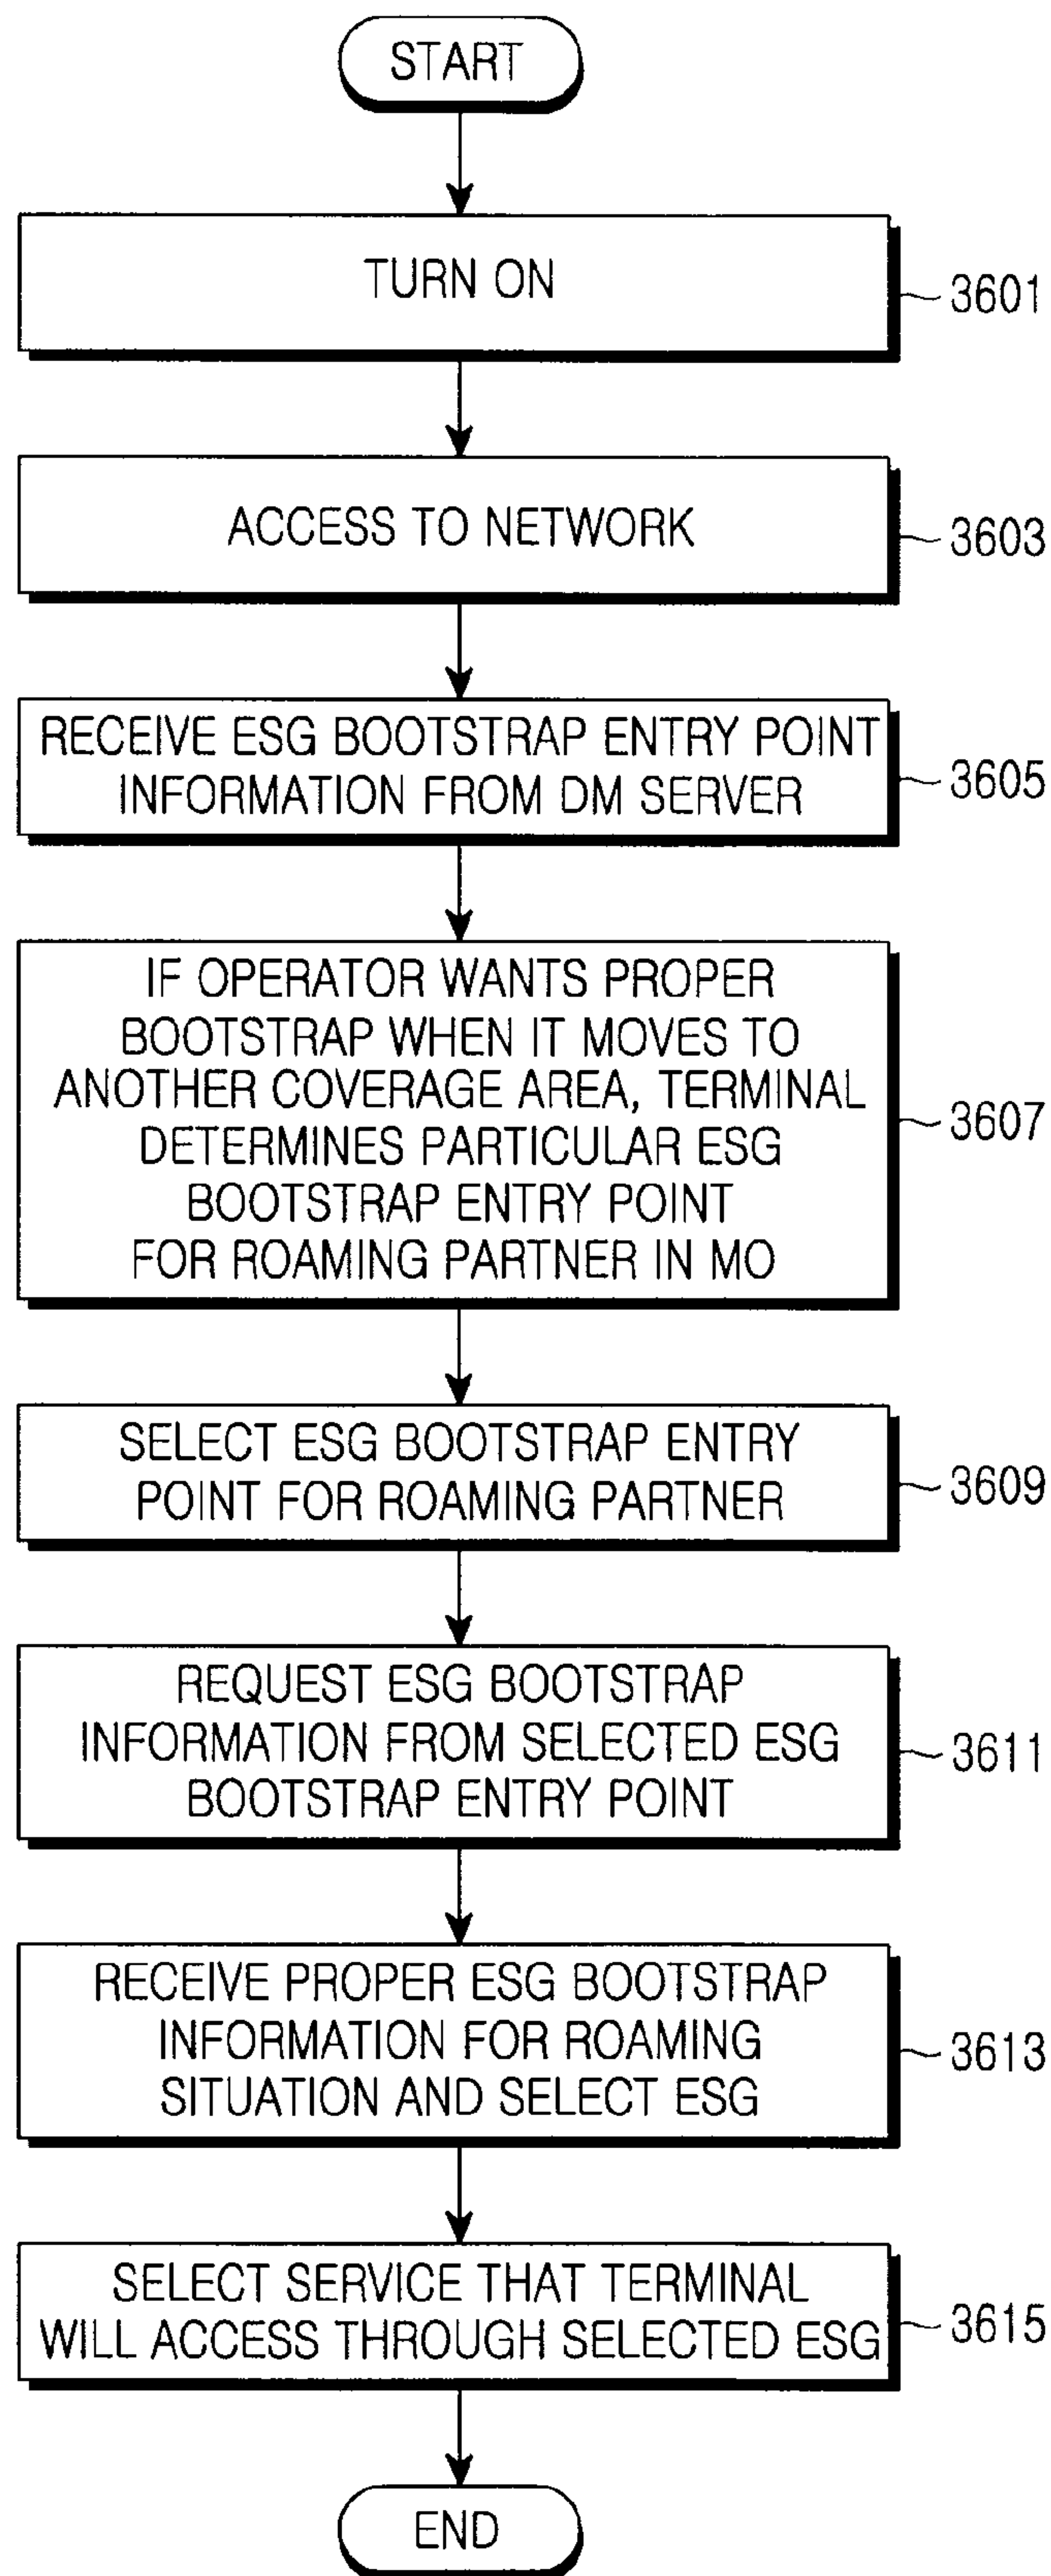 START
TURN ON
3601
ACCESS TO NETWORK
3603
RECEIVE ESG BOOTSTRAP ENTRY POINT
INFORMATION FROM DM SERVER
3605
IF OPERATOR WANTS PROPER
BOOTSTRAP WHEN IT MOVES TO
ANOTHER COVERAGE AREA, TERMINAL
DETERMINES PARTICULAR ESG
BOOTSTRAP ENTRY POINT
FOR ROAMING PARTNER IN MO
3607
SELECT ESG BOOTSTRAP ENTRY
POINT FOR ROAMING PARTNER
3609
REQUEST ESG BOOTSTRAP
INFORMATION FROM SELECTED ESG
BOOTSTRAP ENTRY POINT
3611
RECEIVE PROPER ESG BOOTSTRAP
INFORMATION FOR ROAMING
SITUATION AND SELECT ESG
3613
SELECT SERVICE THAT TERMINAL
WILL ACCESS THROUGH SELECTED ESG
3615
END